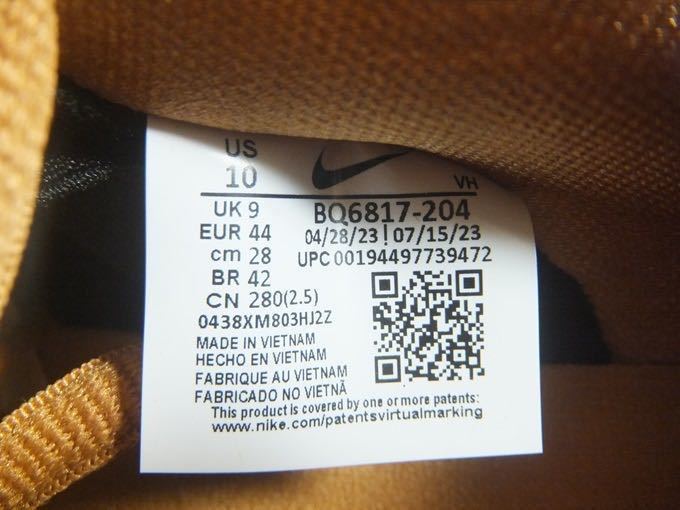 US
10
VH
UK 9
EUR 44
cm 28
BR 42
CN 280(2.5)
0438XM803HJ2Z
BQ6817-204
04/28/23 | 07/15/23
UPC 00194497739472
MADE IN VIETNAM
HECHO EN VIETNAM
FABRIQUE AU VIETNAM
FABRICADO NO VIETNÃ
This product is covered by one or more patents:
www.nike.com/patentsvirtualmarking